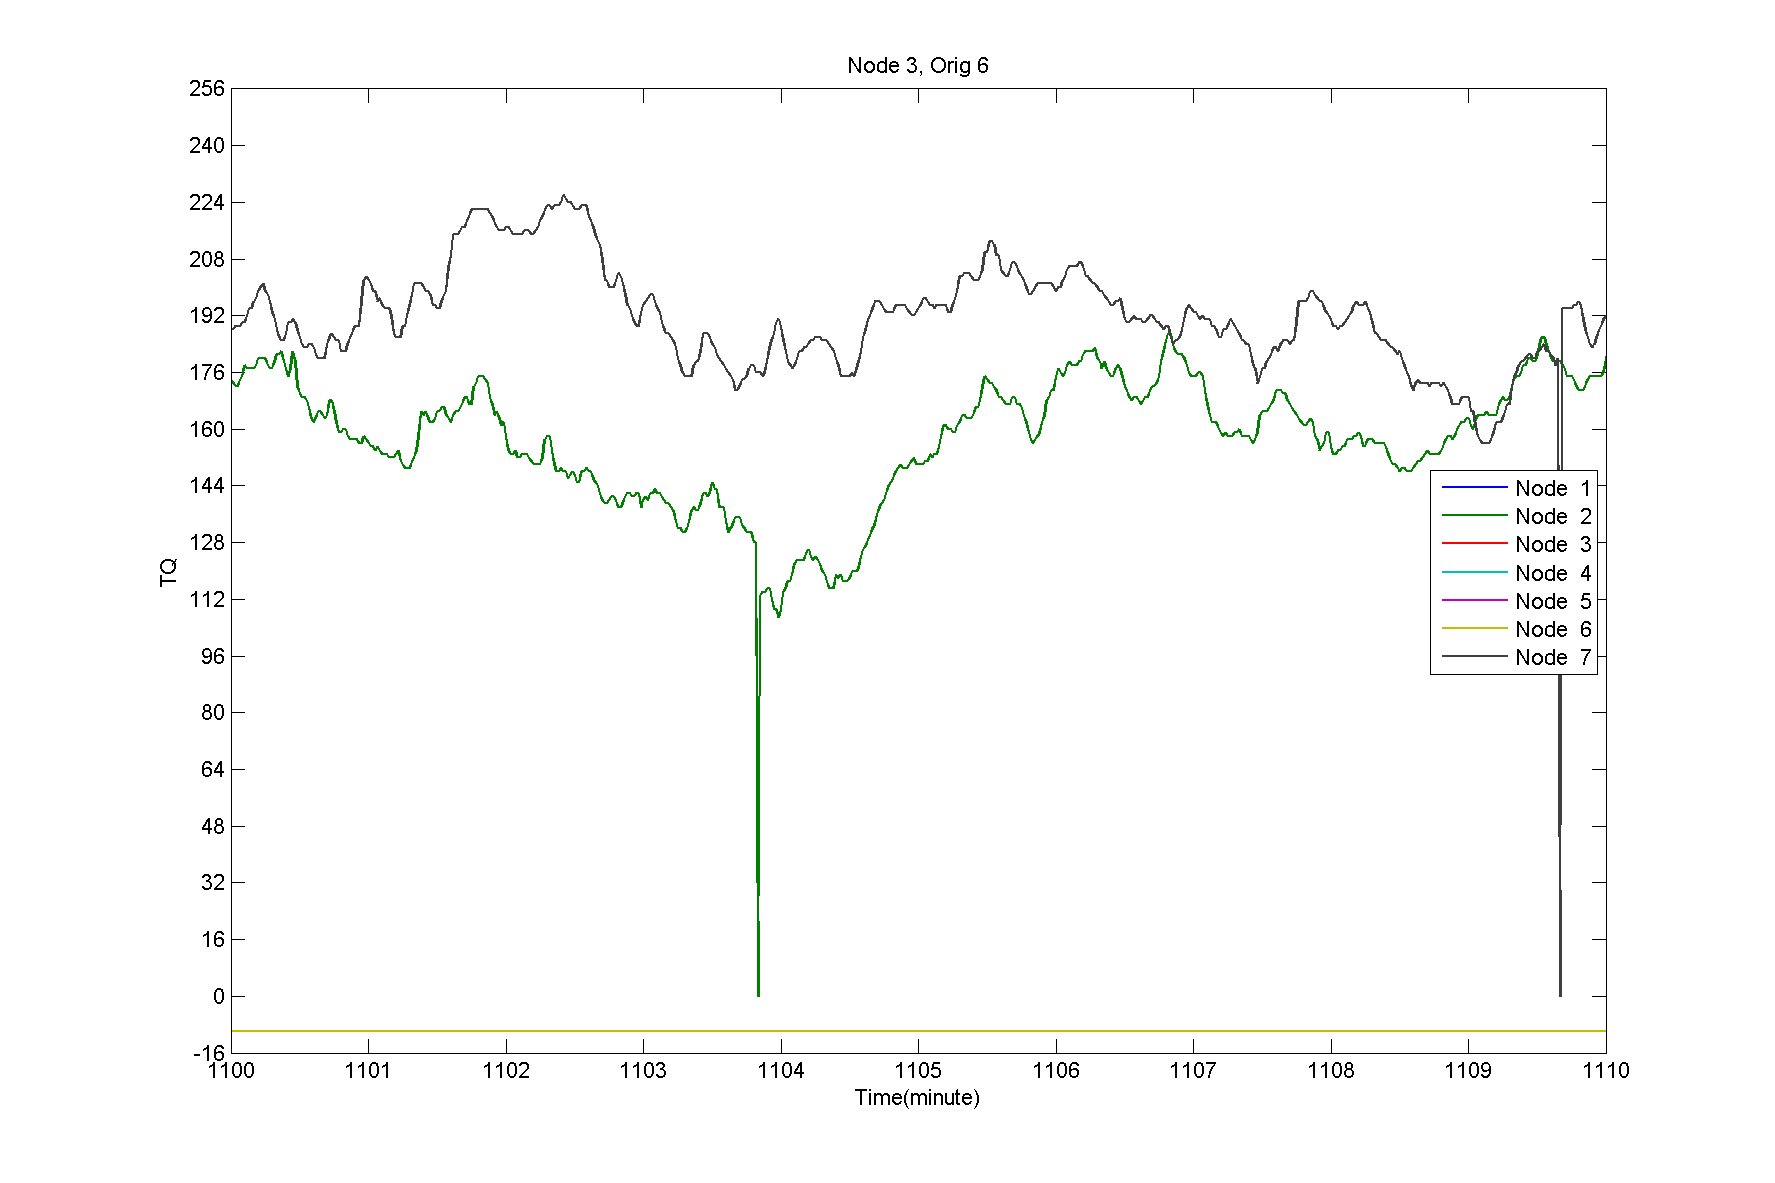 Node 3, Orig 6
256
240
224
208
192
176
160
144
128
112
96
80
64
48
32
16
0
-16
TQ
Node 1
Node 2
Node 3
Node 4
Node 5
Node 6
Node 7
1100 1101 1102 1103 1104 1105 1106 1107 1108 1109 1110
Time(minute)